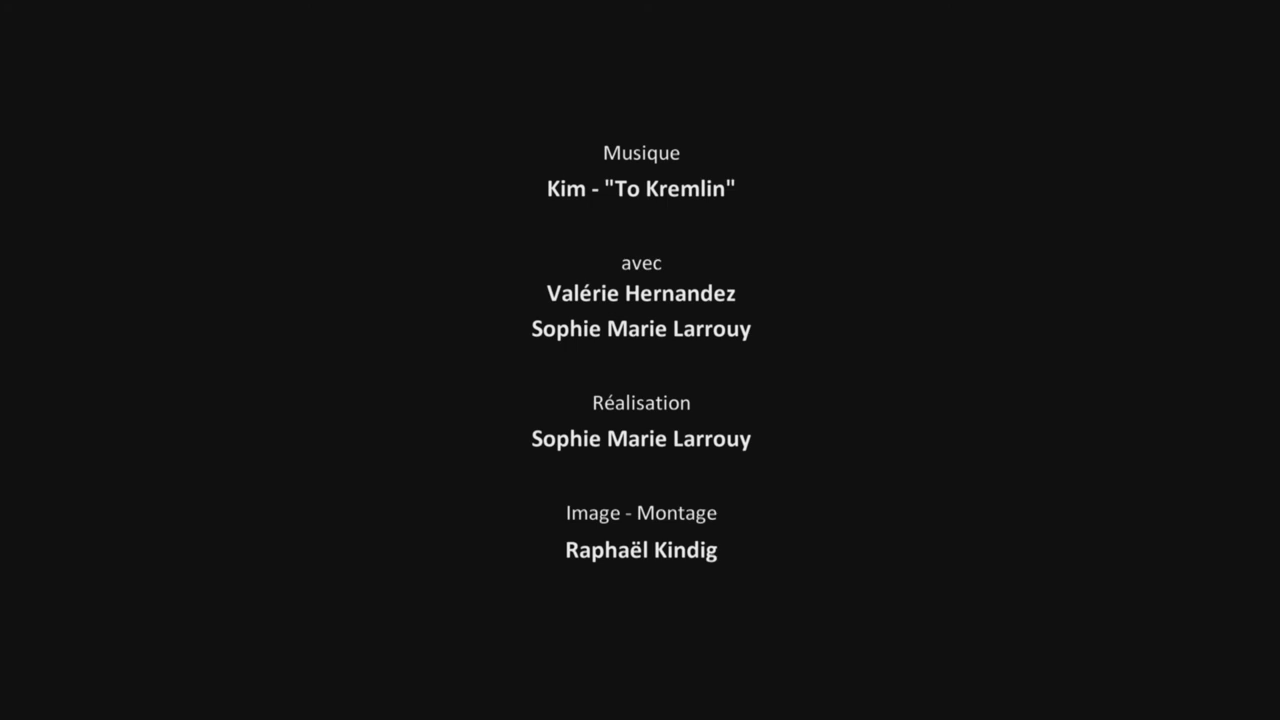 Musique
Kim - "To Kremlin"
avec
Valérie Hernandez
Sophie Marie Larrouy
Réalisation
Sophie Marie Larrouy
Image - Montage
Raphaël Kindig